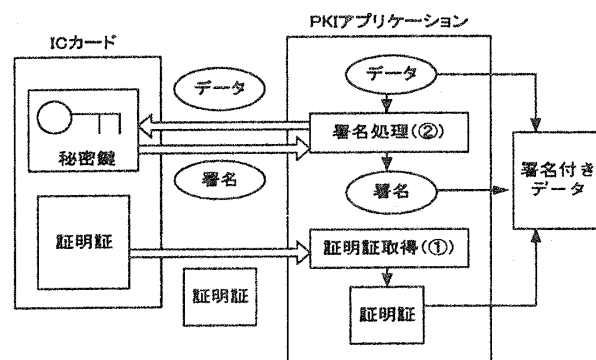 PKIアプリケーション
ICカード
データ
データ
署名処理(②)
秘密鍵
署名
署名
署名付き
データ
証明証
証明証取得(①)
証明証
証明証